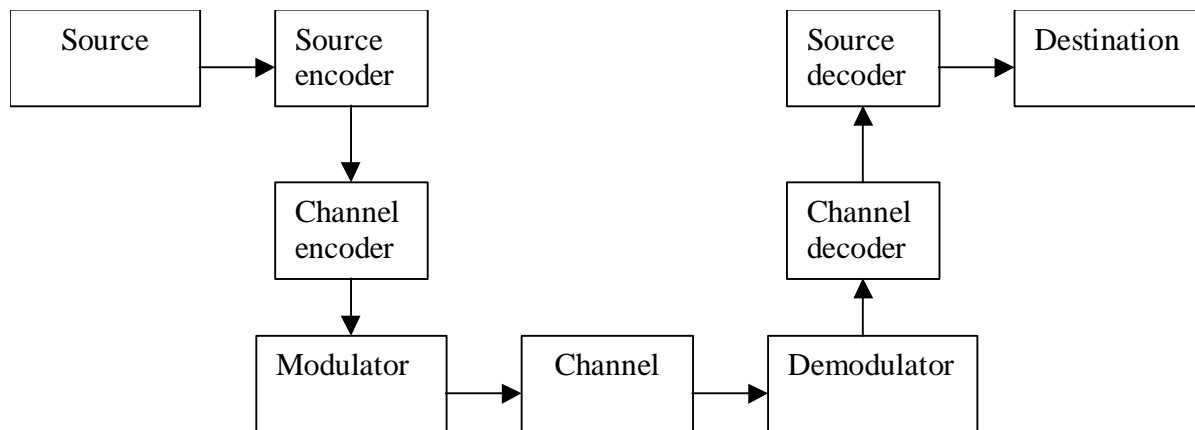 Source
Source
encoder
Source
decoder
Destination
Channel
encoder
Channel
decoder
Modulator
Channel
Demodulator